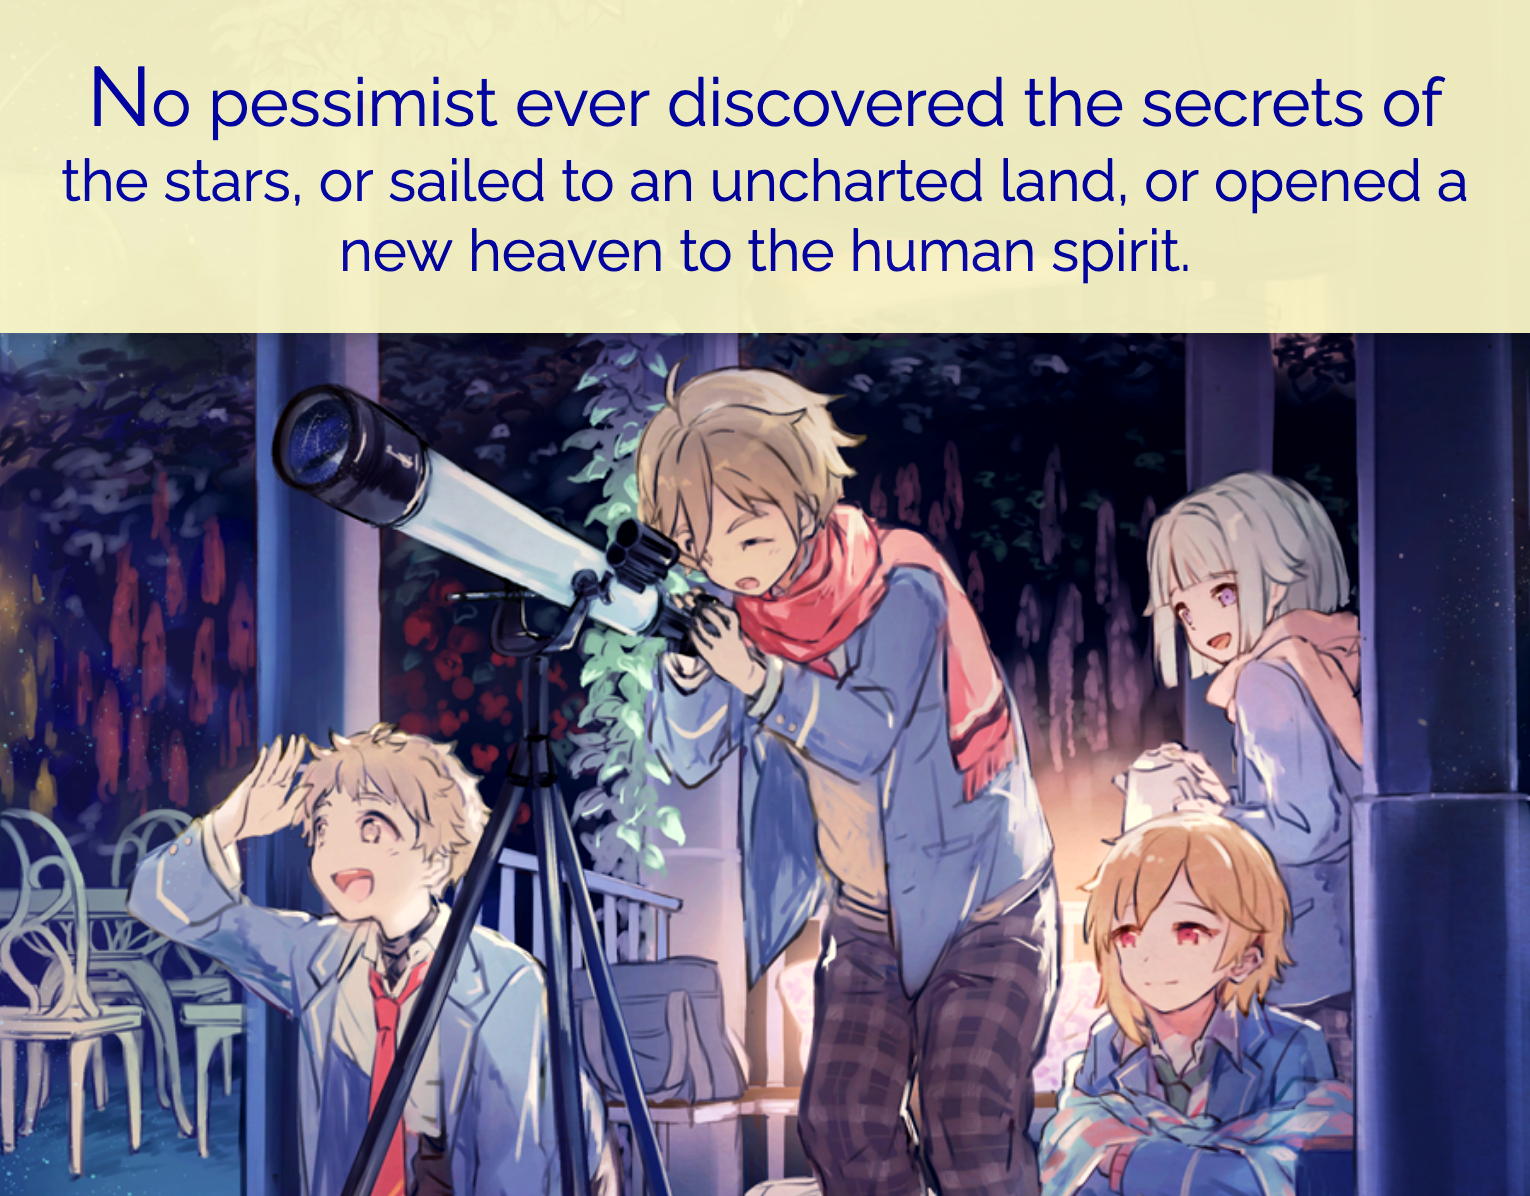 No pessimist ever discovered the secrets of
the stars, or sailed to an uncharted land, or opened a
new heaven to the human spirit.